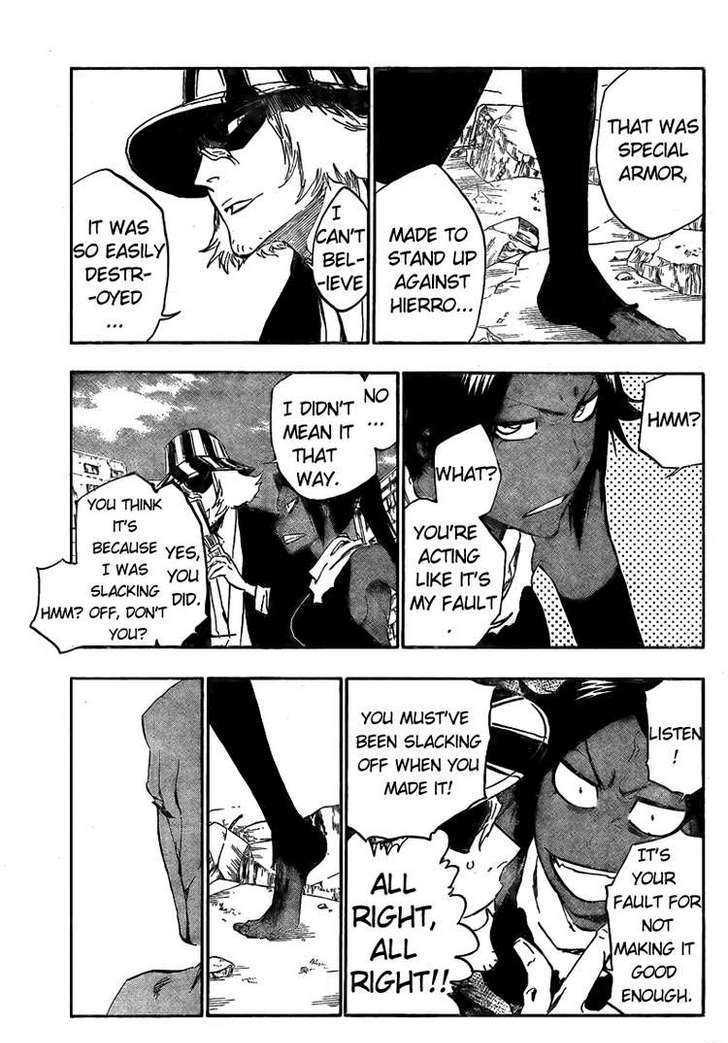 THAT WAS
SPECIAL
ARMOR,
MADE TO
STAND UP
AGAINST
HIERRO...
I
CAN'T
BEL-
-IEVE
IT WAS
SO EASILY
DESTR-
-OYED
...
HMM?
WHAT?
YOU'RE
ACTING
LIKE IT'S
MY FAULT
.
NO
...
I DIDN'T
MEAN IT
THAT
WAY.
YES,
YOU
DID.
YOU THINK
IT'S
BECAUSE
I WAS
SLACKING
OFF, DON'T
YOU?
HMM?
LISTEN
!
IT'S
YOUR
FAULT FOR
NOT
MAKING IT
GOOD
ENOUGH.
YOU MUST'VE
BEEN SLACKING
OFF WHEN YOU
MADE IT!
ALL
RIGHT,
ALL
RIGHT!!